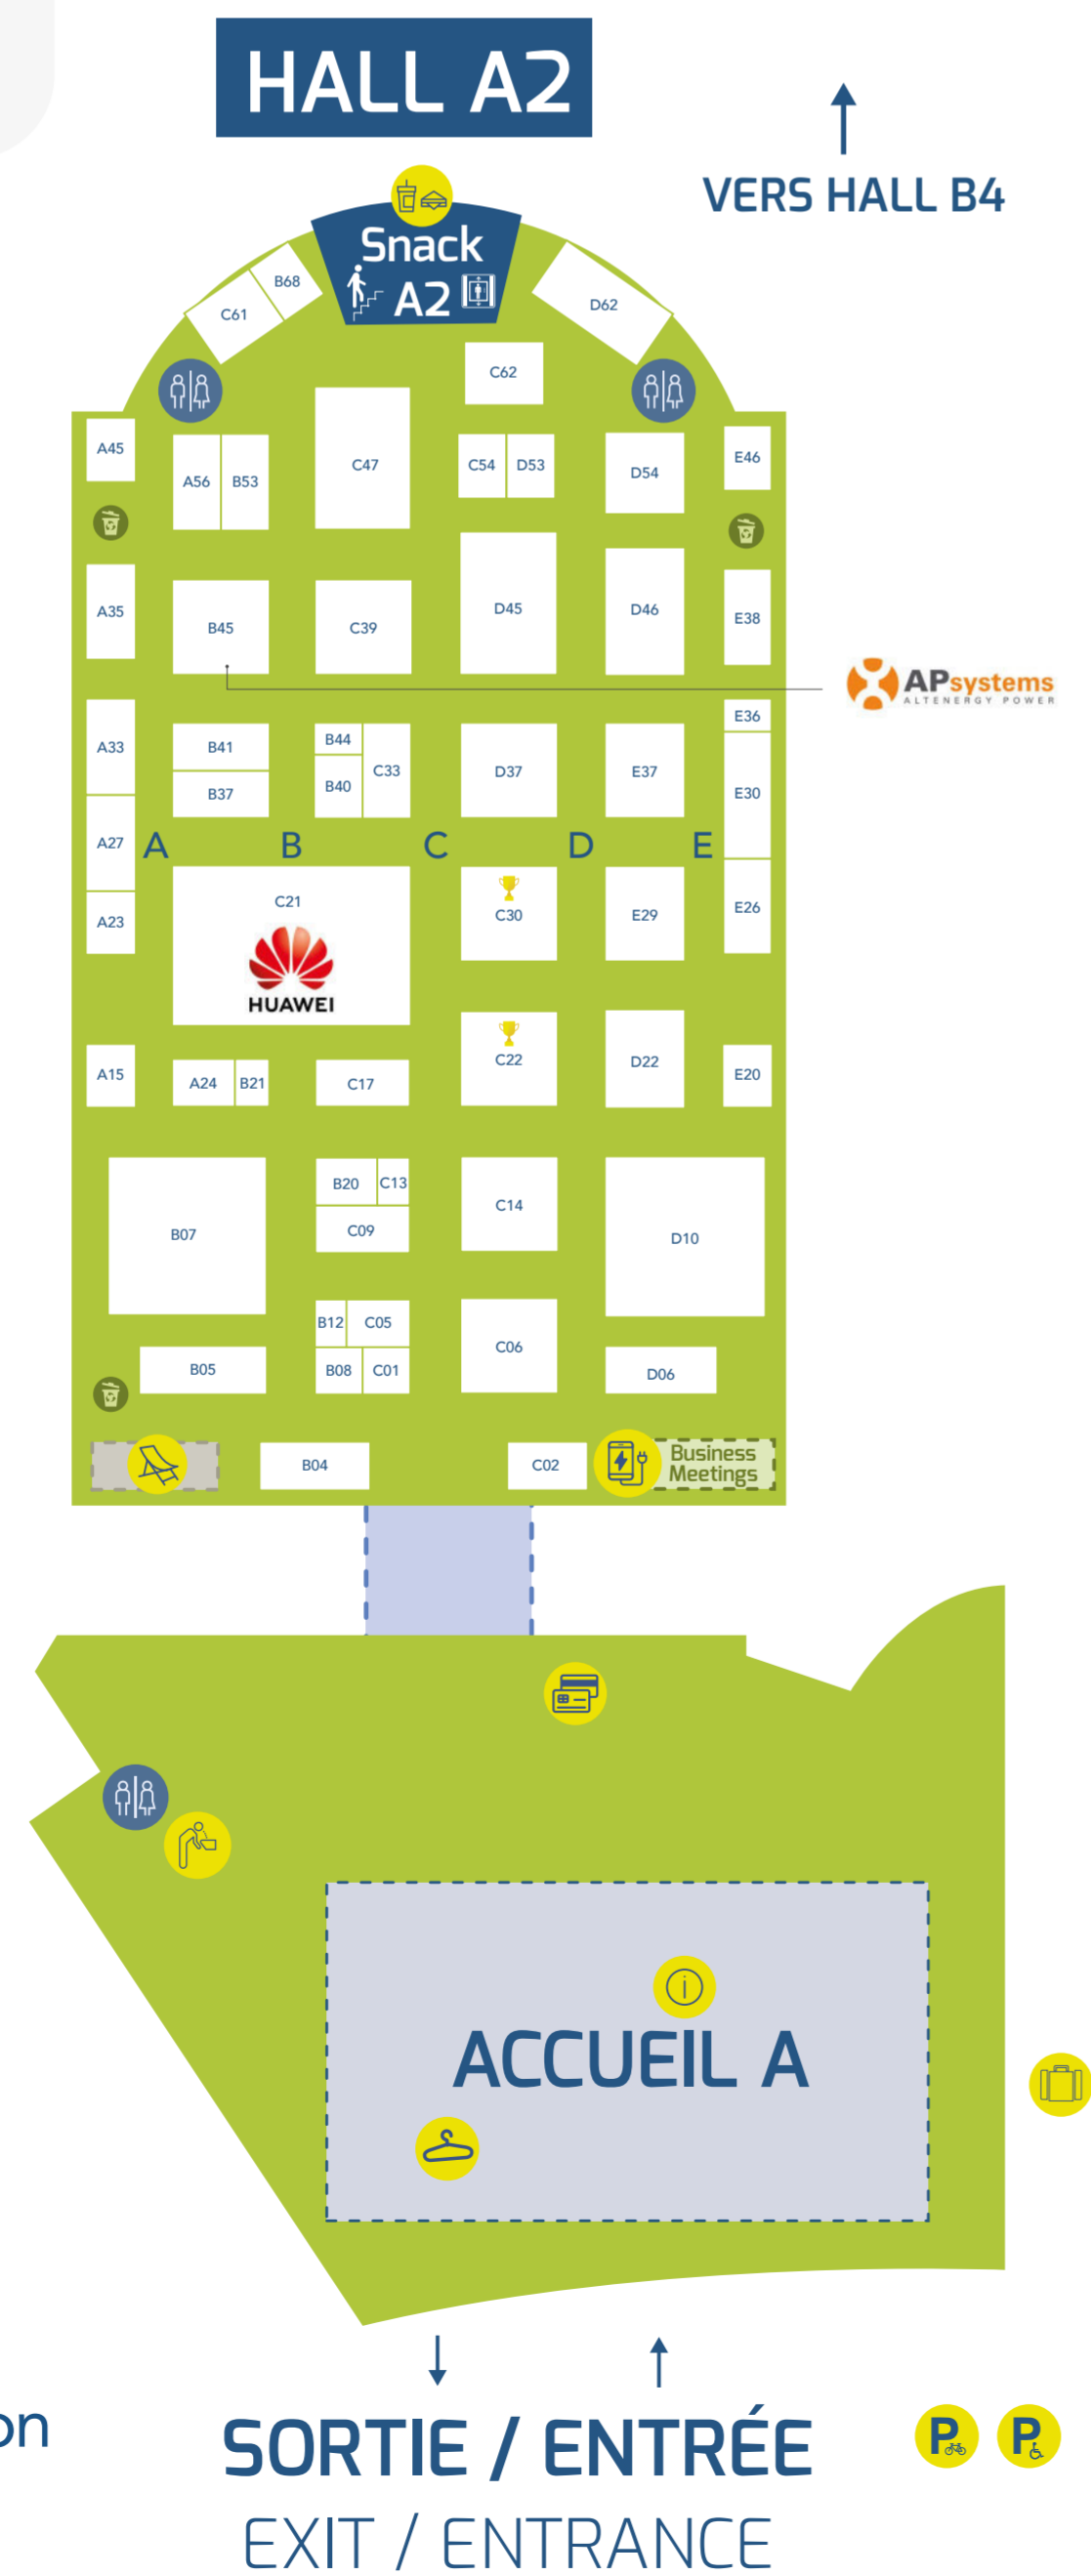 HALL A2
VERS HALL B4
Snack
A2
B68
C61
D62
C62
A45
A56
B53
C47
C54
D53
D54
E46
A35
B45
C39
D45
D46
E38
APsystems
ALTENERGY POWER
A33
B41
B37
B44
B40
C33
D37
E37
E36
E30
A27
A
B
C
D
E
A23
C21
HUAWEI
C30
E29
E26
C22
D22
E20
A15
A24
B21
C17
B07
B20
C13
C09
C14
D10
B12
C05
B08
C01
C06
B05
D06
B04
C02
Business
Meetings
i
ACCUEIL A
on
SORTIE / ENTRÉE
P
P
EXIT / ENTRANCE